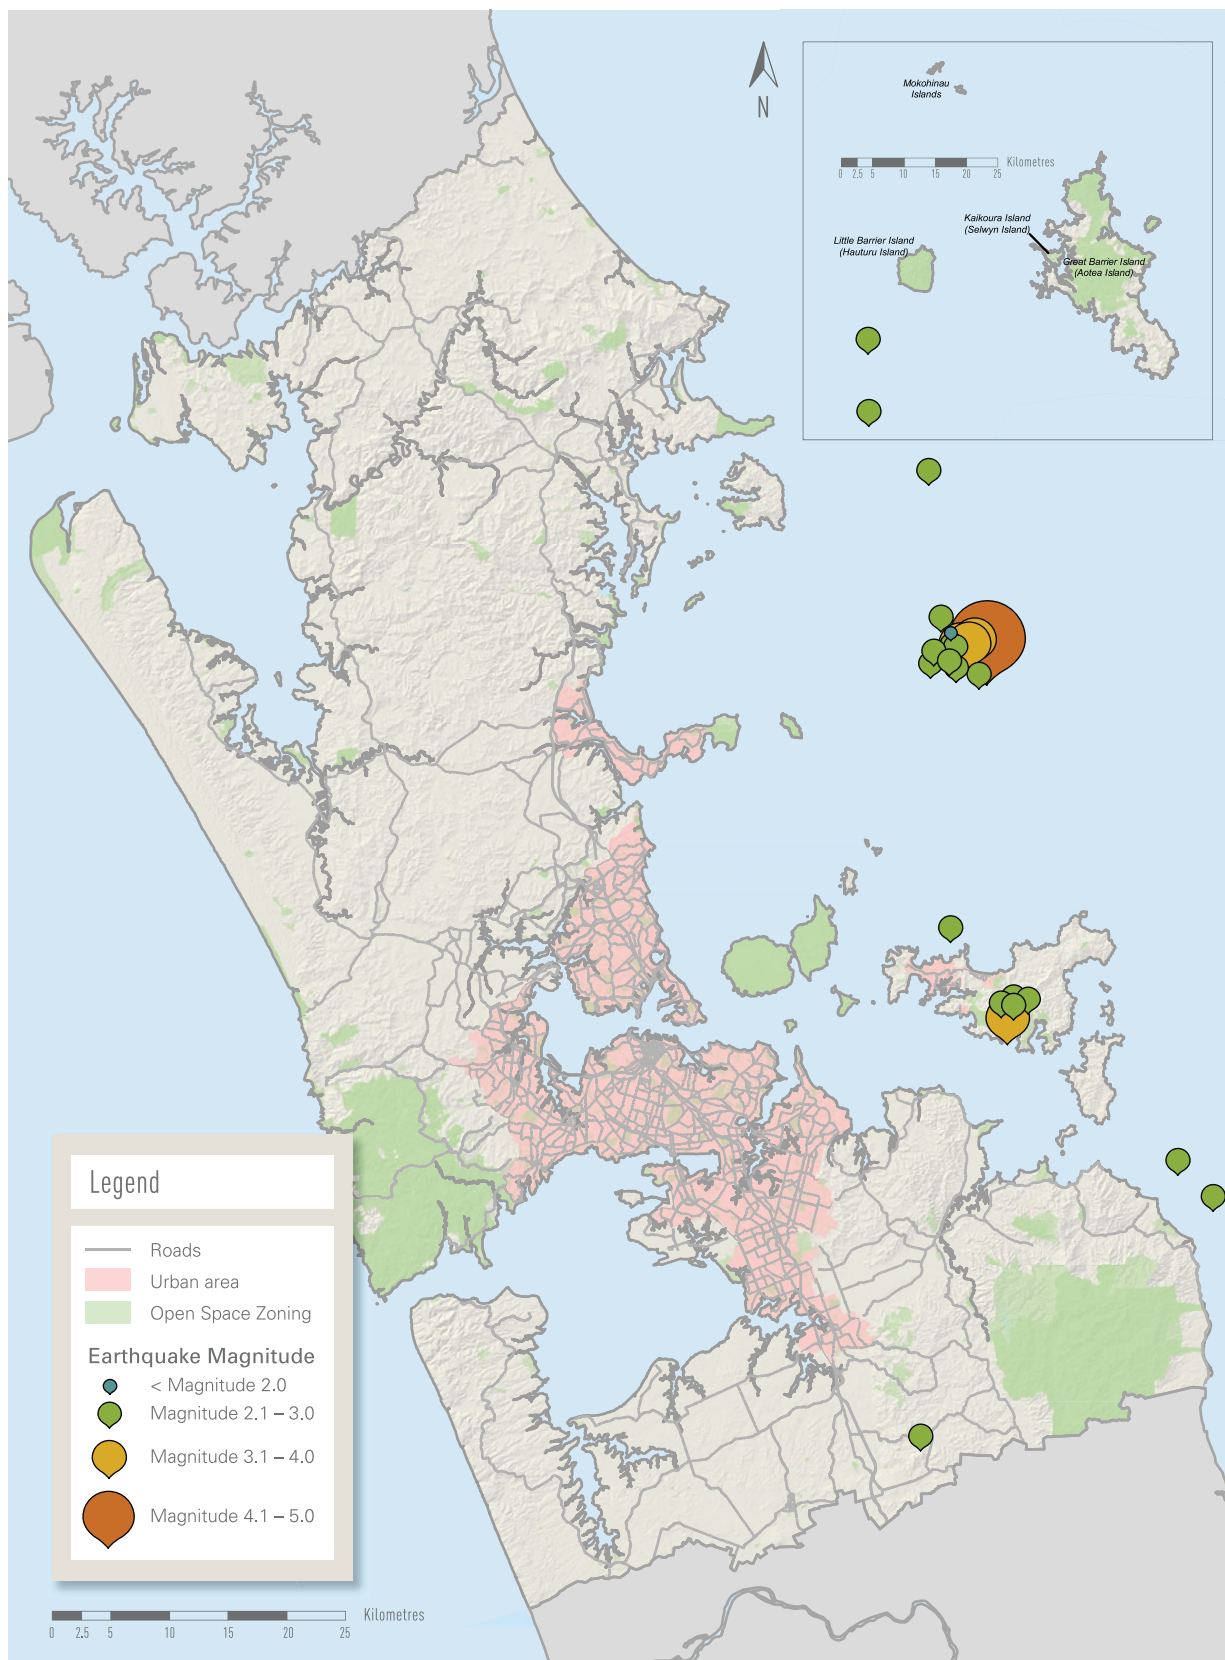 N
Mokohinau
Islands
Kilometres
0 2.5 5 10 15 20 25
Kaikoura Island
(Selwyn Island)
Little Barrier Island
(Hauturu Island)
Great Barrier Island
(Aotea Island)
Legend
Roads
Urban area
Open Space Zoning
Earthquake Magnitude
< Magnitude 2.0
Magnitude 2.1 – 3.0
Magnitude 3.1 – 4.0
Magnitude 4.1 – 5.0
Kilometres
0 2.5 5 10 15 20 25